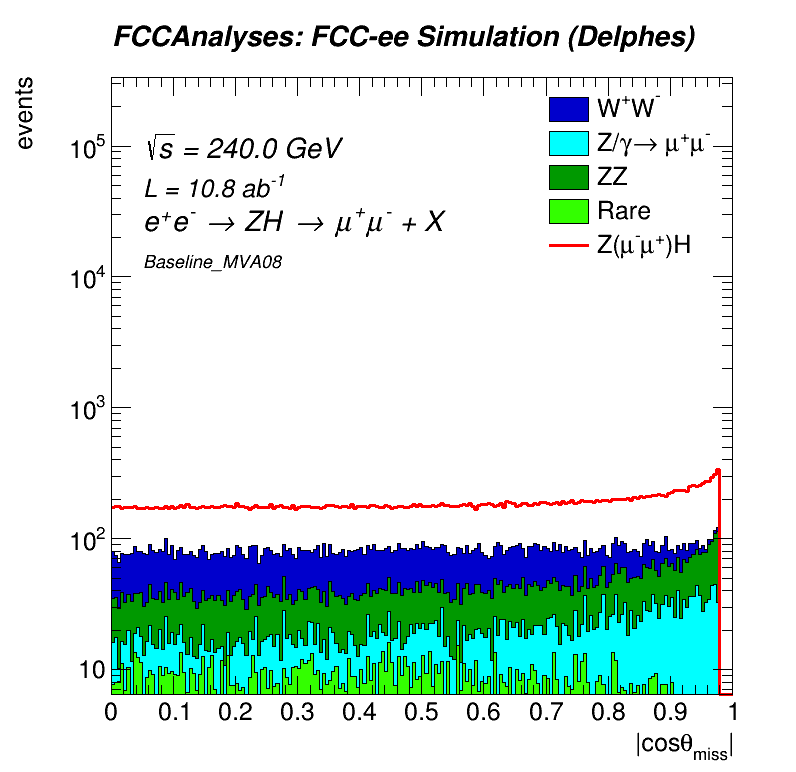 FCCAnalyses: FCC-ee Simulation (Delphes)
events
√s = 240.0 GeV
L = 10.8 ab⁻¹
e⁺e⁻ → ZH → μ⁺μ⁻ + X
Baseline_MVA08
W⁺W⁻
Z/γ→ μ⁺μ⁻
ZZ
Rare
Z(μ⁻μ⁺)H
10⁵
10⁴
10³
10²
10
0 0.1 0.2 0.3 0.4 0.5 0.6 0.7 0.8 0.9 1
|cosθ_miss|